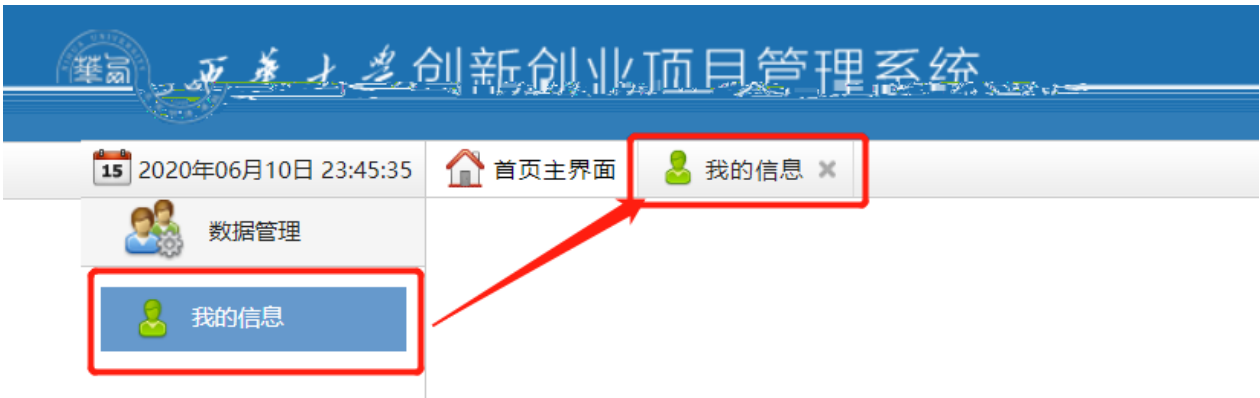 西华大学创新创业项目管理系统
15 2020年06月10日 23:45:35 首页主界面 我的信息
数据管理
我的信息